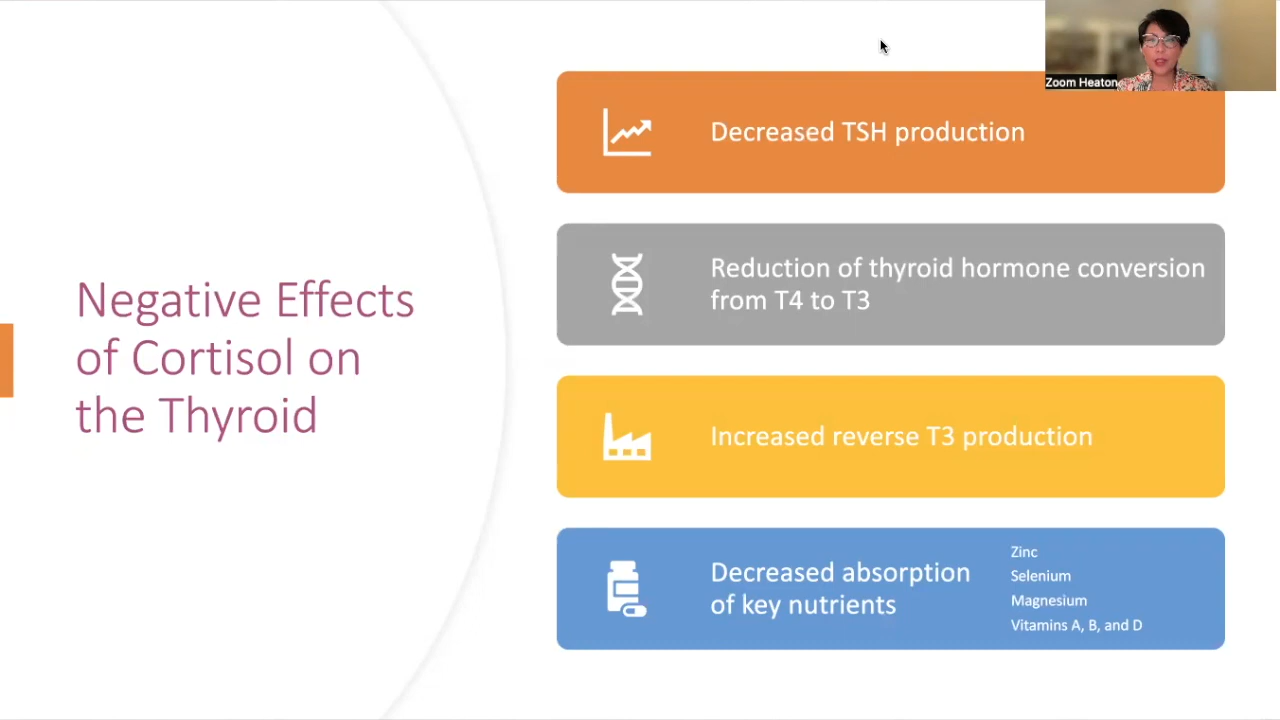 Zoom Heaton
Decreased TSH production
Negative Effects
of Cortisol on
the Thyroid
Reduction of thyroid hormone conversion
from T4 to T3
Increased reverse T3 production
Decreased absorption
of key nutrients
Zinc
Selenium
Magnesium
Vitamins A, B, and D